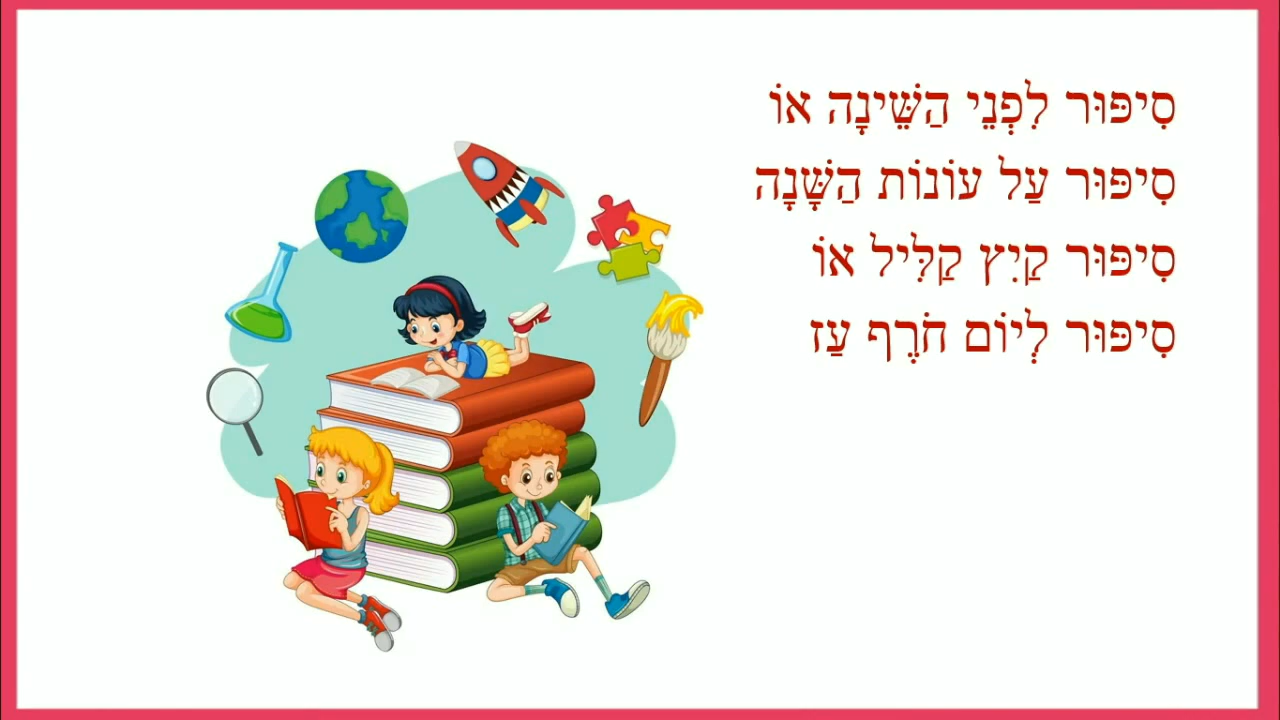 סִיפּוּר לִפְנֵי הַשֵּׁינָה אוֹ
סִיפּוּר עַל עוֹנוֹת הַשָּׁנָה
סִיפּוּר קַיִץ קַלִּיל אוֹ
סִיפּוּר לְיוֹם חֹרֶף עַז